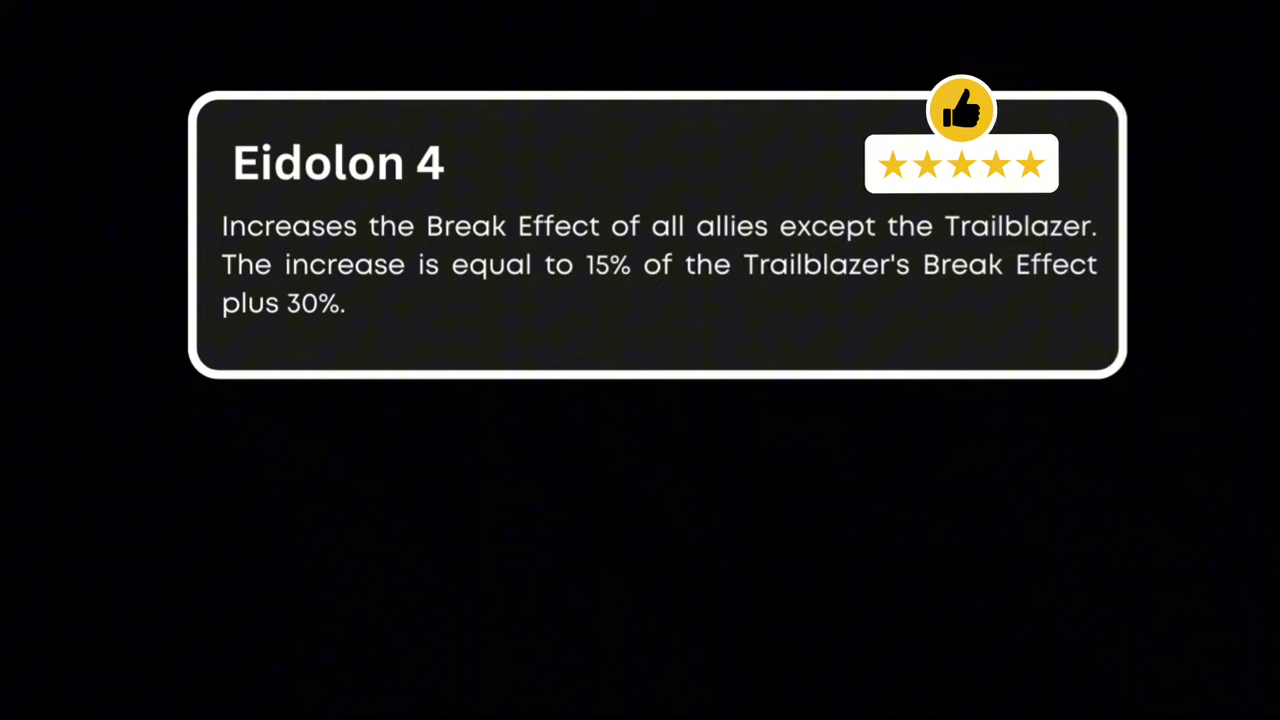 Eidolon 4
Increases the Break Effect of all allies except the Trailblazer.
The increase is equal to 15% of the Trailblazer's Break Effect
plus 30%.